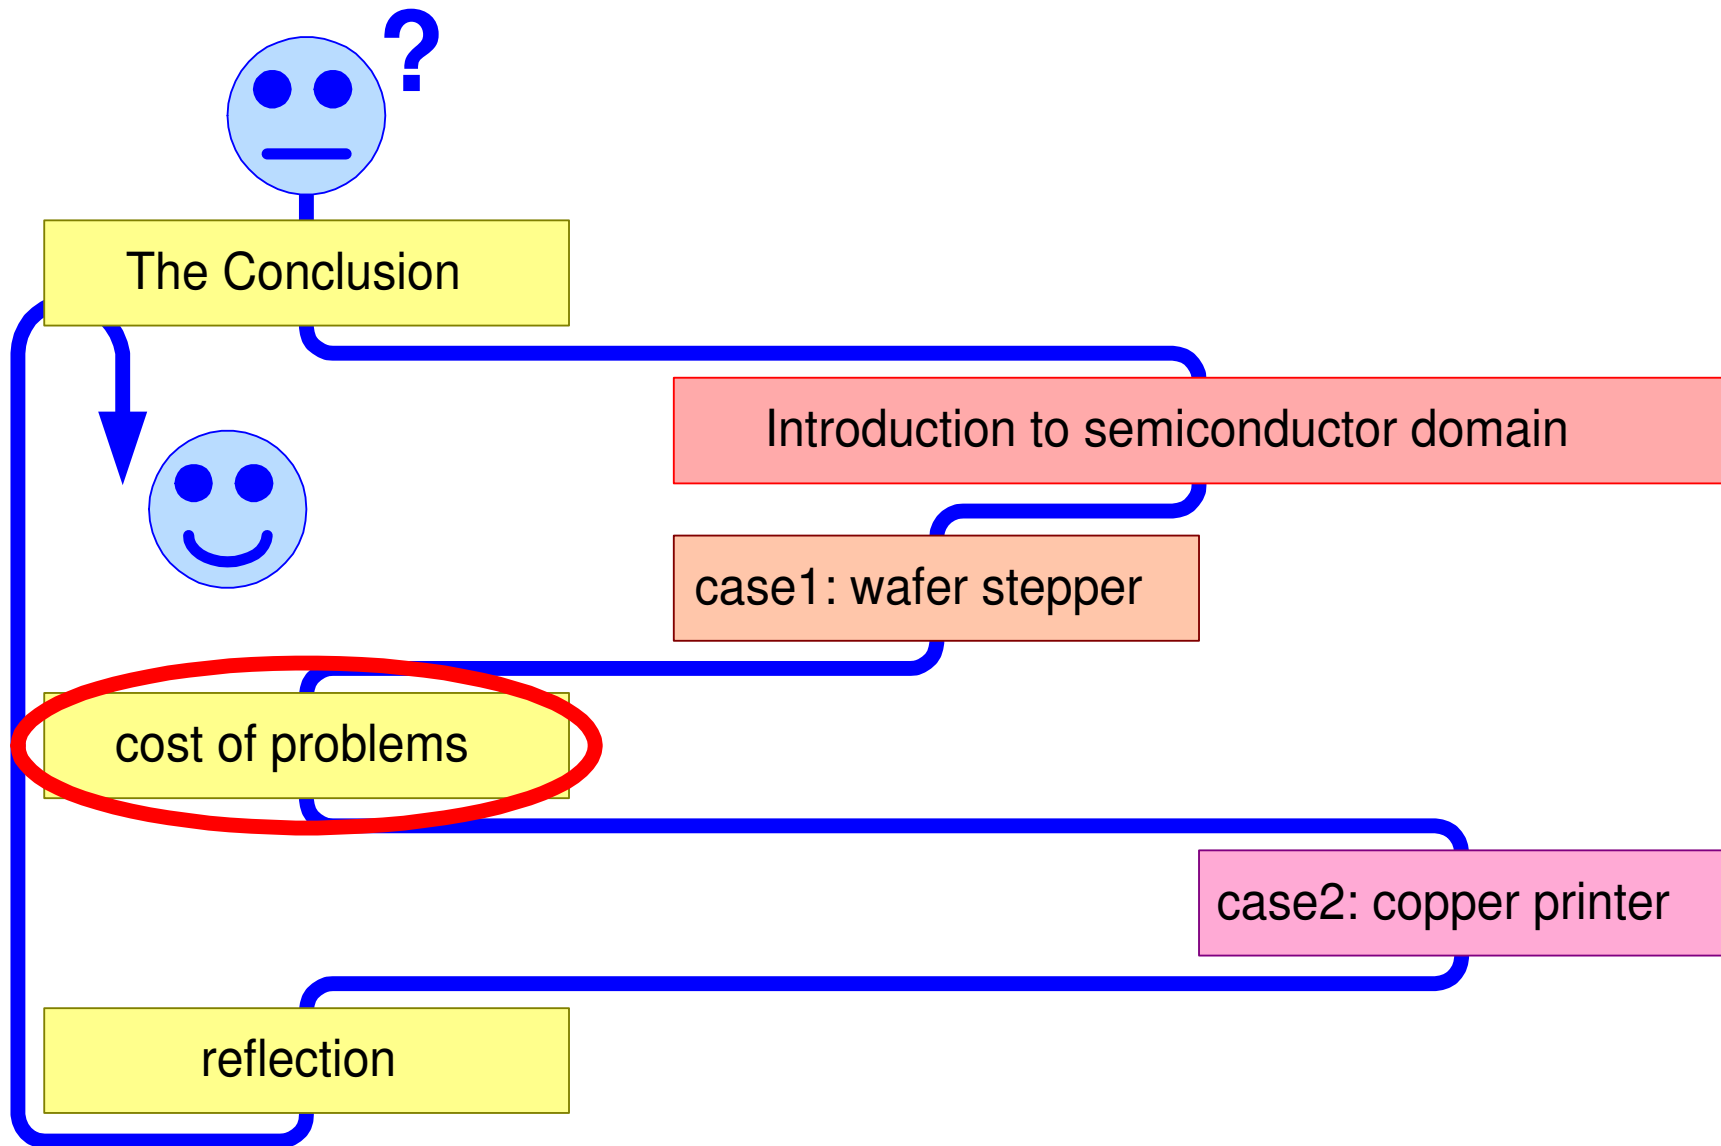 ?
The Conclusion
Introduction to semiconductor domain
case1: wafer stepper
cost of problems
case2: copper printer
reflection